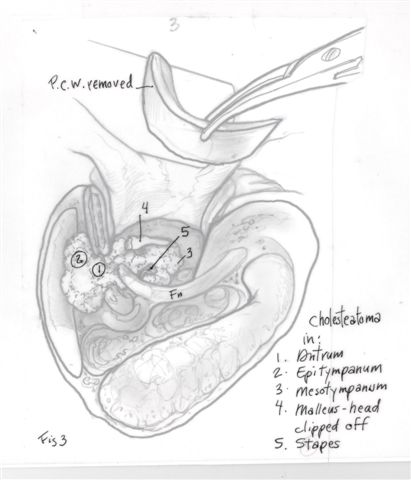 3
P.C.W. removed
4
5
3
2
1
Fn
Cholesteatoma
in:
1. Antrum
2. Epitympanum
3. Mesotympanum
4. Malleus-head
clipped off
5. Stapes
Fig 3